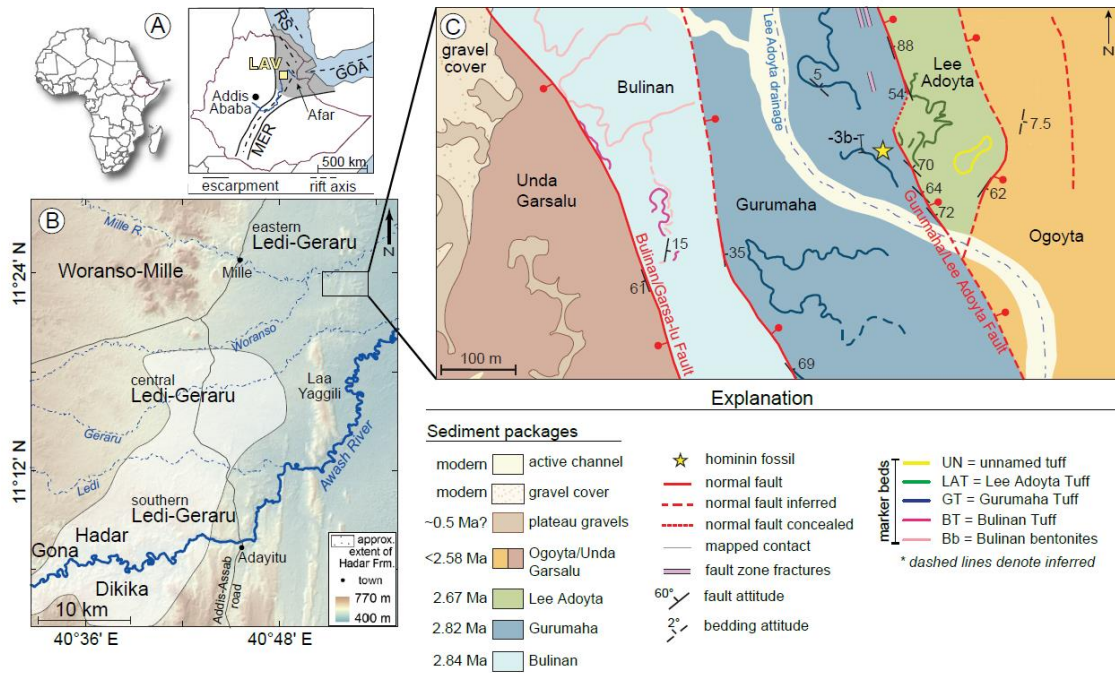 A
RS
LAV
GOA
Addis
Ababa
Afar
MER
500 km
escarpment
rift axis
B
Mille R.
eastern
Ledi-Geraru
N
Woranso-Mille
Mille
11°24' N
Woranso
central
Ledi-Geraru
Laa
Yaggili
Geraru
Awash River
11°12' N
Ledi
southern
Ledi-Geraru
Hadar
Gona
Adayitu
Dikika
Addis-Assab
road
10 km
approx.
extent of
Hadar Frm.
town
770 m
400 m
40°36' E
40°48' E
C
N
gravel
cover
Bulinan
Lee Adoyta drainage
88
Lee
Adoyta
5
54
7.5
-3b-
70
Unda
Garsalu
64
62
72
Gurumaha
15
35
Ogoyta
61
Bulinan/Garsa-lu Fault
Gurumaha/Lee Adoyta Fault
100 m
69
Explanation
Sediment packages
modern active channel
modern gravel cover
~0.5 Ma? plateau gravels
<2.58 Ma Ogoyta/Unda
Garsalu
2.67 Ma Lee Adoyta
2.82 Ma Gurumaha
2.84 Ma Bulinan
hominin fossil
normal fault
normal fault inferred
normal fault concealed
mapped contact
fault zone fractures
60° fault attitude
2° bedding attitude
marker beds
UN = unnamed tuff
LAT = Lee Adoyta Tuff
GT = Gurumaha Tuff
BT = Bulinan Tuff
Bb = Bulinan bentonites
* dashed lines denote inferred